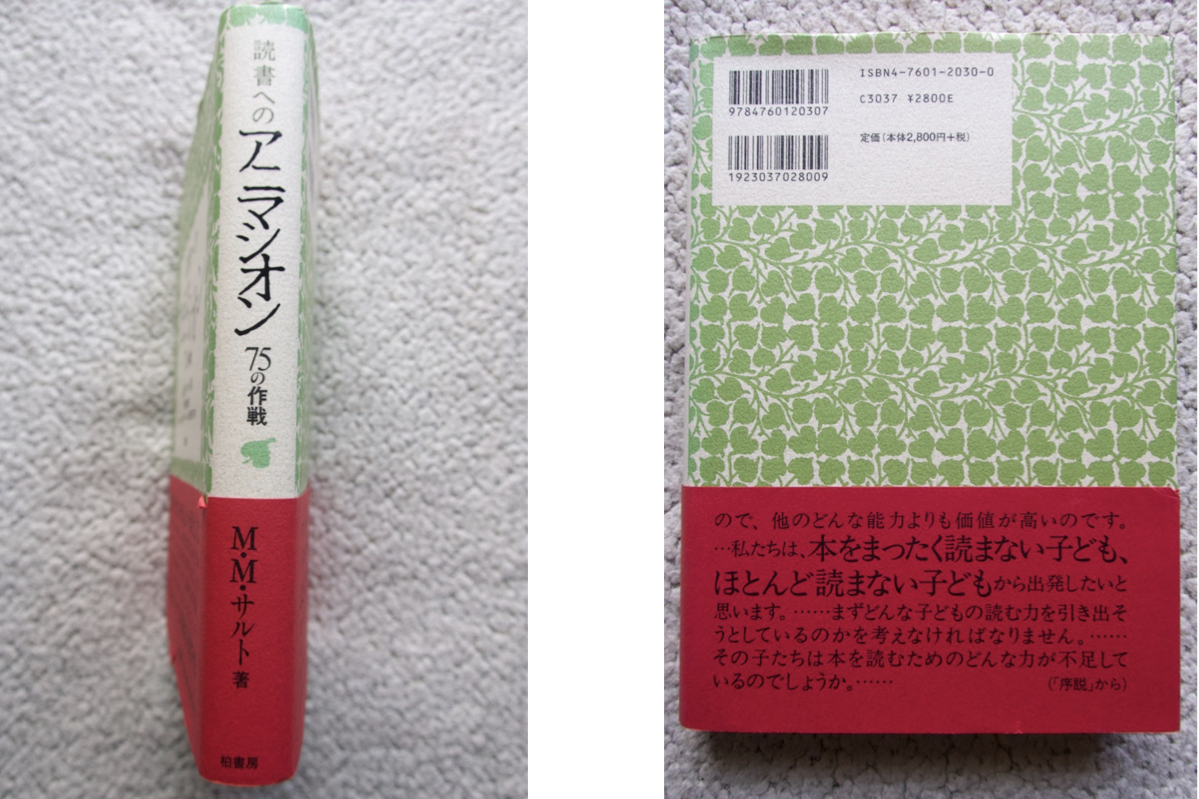 読書への
アニマシオン
75の作戦
M・M・サルト 著
柏書房
ISBN4-7601-2030-0
C3037 ¥2800E
定価(本体2,800円+税)
9784760120307
1923037028009
ので、他のどんな能力よりも価値が高いのです。
…私たちは、本をまったく読まない子ども、
ほとんど読まない子どもから出発したいと
思います。……まずどんな子どもの読む力を引き出そ
うとしているのかを考えなければなりません。……
その子たちは本を読むためのどんな力が不足して
いるのでしょうか。……
(「序説」から)